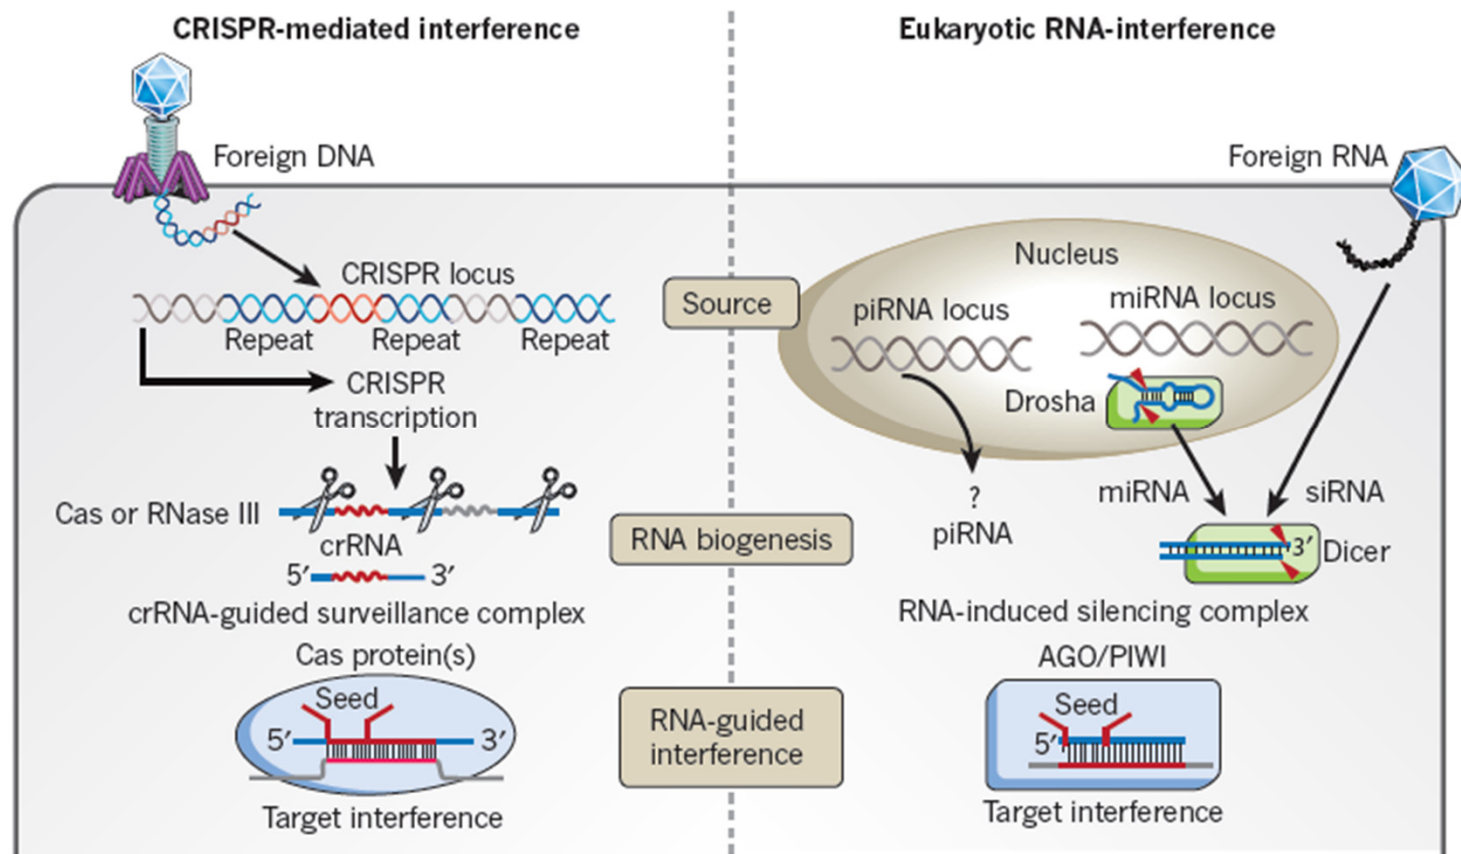 CRISPR-mediated interference
Foreign DNA
CRISPR locus
Repeat
Repeat
Repeat
CRISPR
transcription
Cas or RNase III
crRNA
5′
3′
crRNA-guided surveillance complex
Cas protein(s)
Seed
5′
3′
Target interference
Source
RNA biogenesis
RNA-guided
interference
Eukaryotic RNA-interference
Foreign RNA
Nucleus
piRNA locus
miRNA locus
Drosha
?
piRNA
miRNA
siRNA
3′
Dicer
RNA-induced silencing complex
AGO/PIWI
Seed
5′
Target interference